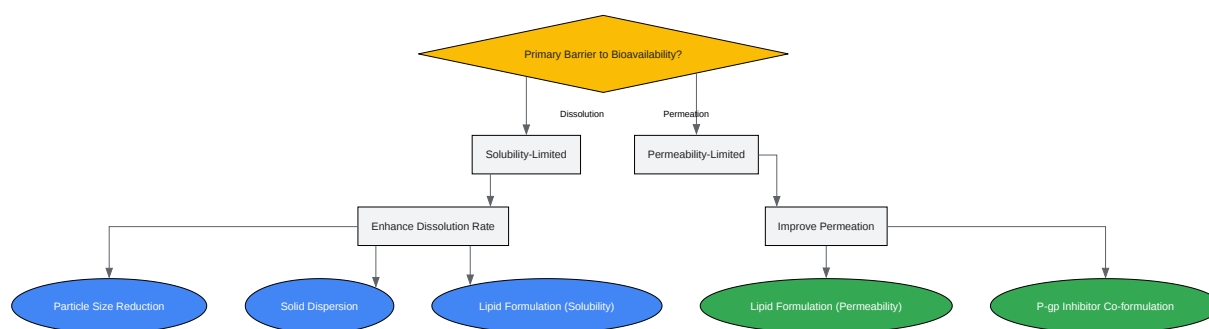 Primary Barrier to Bioavailability?
Dissolution
Permeation
Solubility-Limited
Permeability-Limited
Enhance Dissolution Rate
Improve Permeation
Particle Size Reduction
Solid Dispersion
Lipid Formulation (Solubility)
Lipid Formulation (Permeability)
P-gp Inhibitor Co-formulation